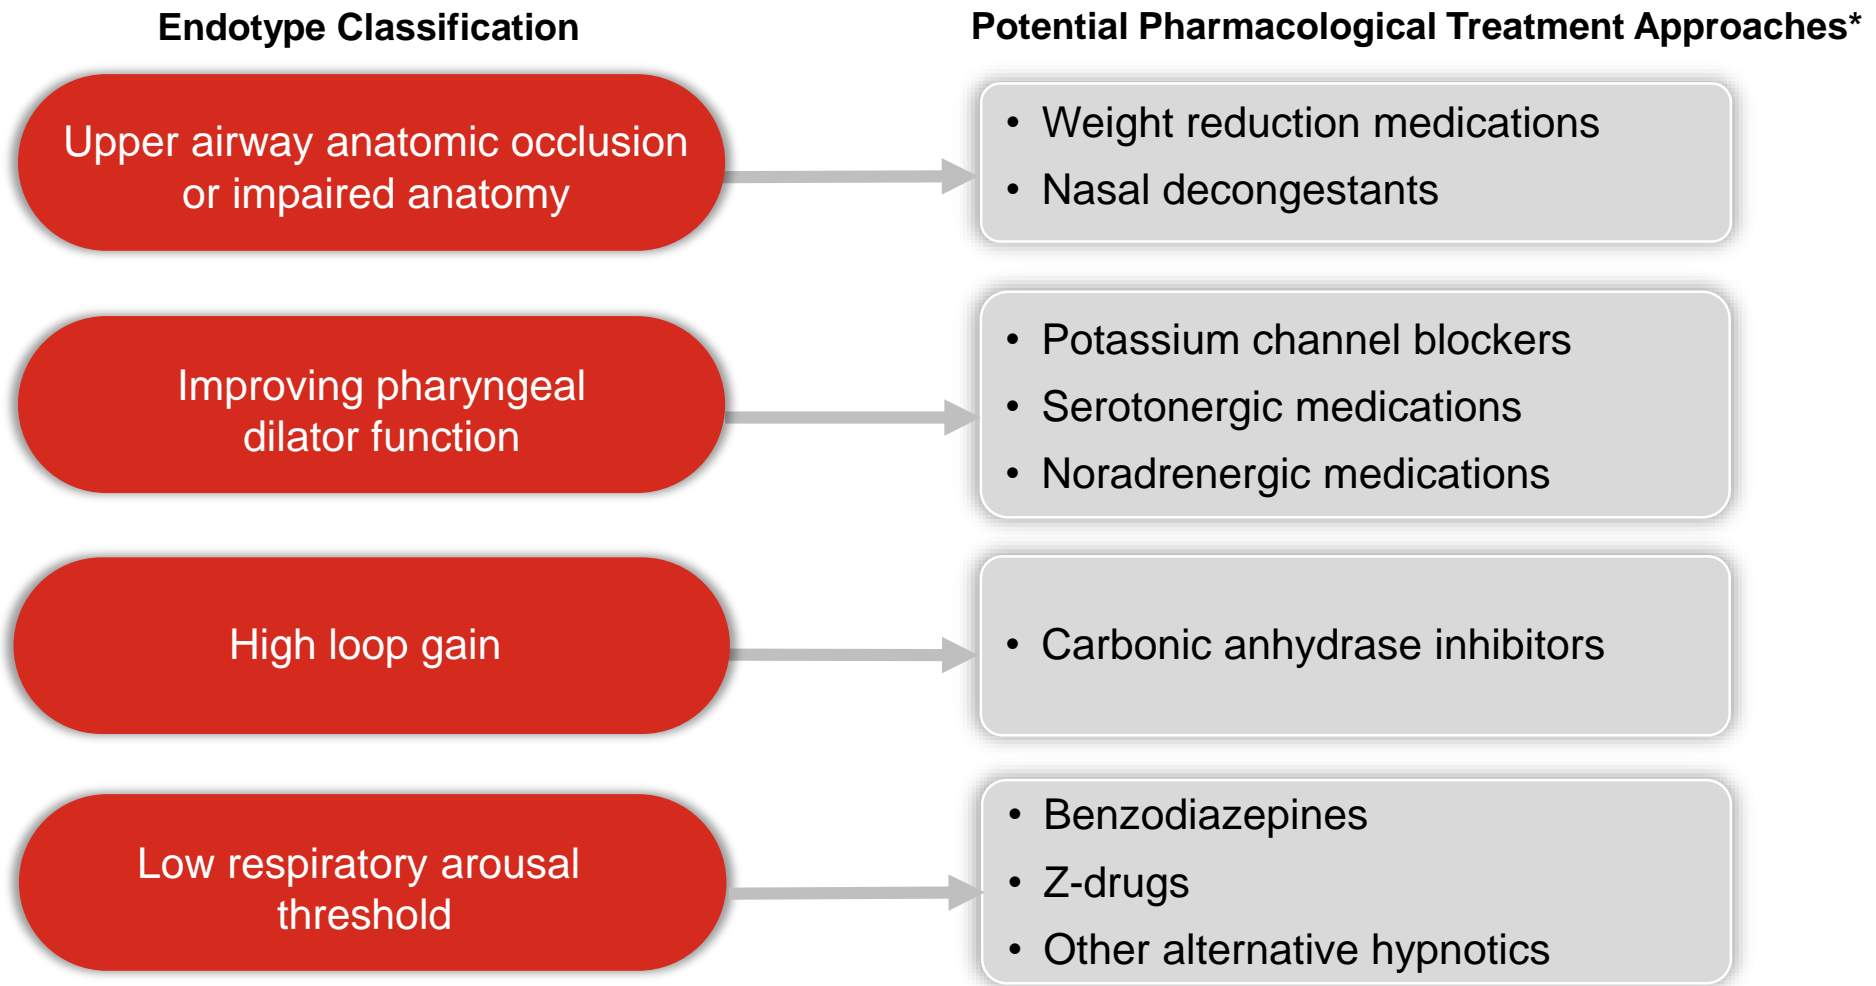 Endotype Classification
Potential Pharmacological Treatment Approaches*
Upper airway anatomic occlusion
or impaired anatomy
• Weight reduction medications
• Nasal decongestants
Improving pharyngeal
dilator function
• Potassium channel blockers
• Serotonergic medications
• Noradrenergic medications
High loop gain
• Carbonic anhydrase inhibitors
Low respiratory arousal
threshold
• Benzodiazepines
• Z-drugs
• Other alternative hypnotics